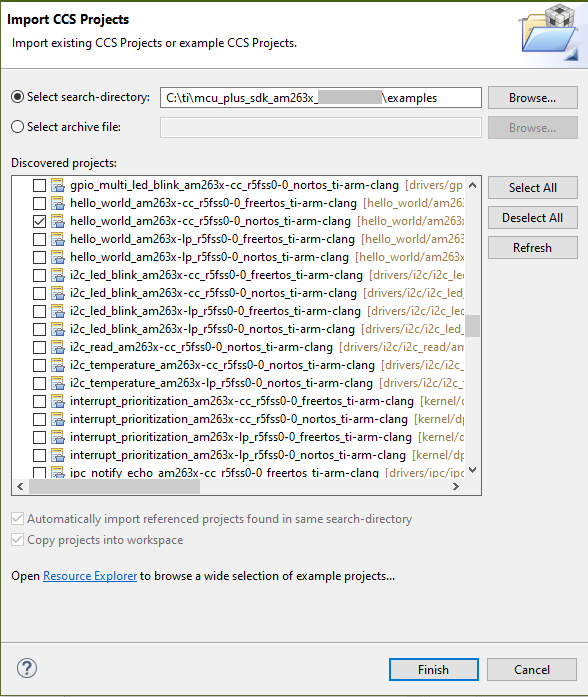 Import CCS Projects
Import existing CCS Projects or example CCS Projects.
Select search-directory: C:\ti\mcu_plus_sdk_am263x_ \examples Browse...
Select archive file: Browse...
Discovered projects:
gpio_multi_led_blink_am263x-cc_r5fss0-0_nortos_ti-arm-clang [drivers/gp
hello_world_am263x-cc_r5fss0-0_freertos_ti-arm-clang [hello_world/am2
hello_world_am263x-cc_r5fss0-0_nortos_ti-arm-clang [hello_world/am263
hello_world_am263x-lp_r5fss0-0_freertos_ti-arm-clang [hello_world/am26
hello_world_am263x-lp_r5fss0-0_nortos_ti-arm-clang [hello_world/am263
i2c_led_blink_am263x-cc_r5fss0-0_freertos_ti-arm-clang [drivers/i2c/i2c_
i2c_led_blink_am263x-cc_r5fss0-0_nortos_ti-arm-clang [drivers/i2c/i2c_led_
i2c_led_blink_am263x-lp_r5fss0-0_freertos_ti-arm-clang [drivers/i2c/i2c_le
i2c_led_blink_am263x-lp_r5fss0-0_nortos_ti-arm-clang [drivers/i2c/i2c_led_
i2c_read_am263x-cc_r5fss0-0_nortos_ti-arm-clang [drivers/i2c/i2c_read/am
i2c_temperature_am263x-cc_r5fss0-0_nortos_ti-arm-clang [drivers/i2c/i2c_t
i2c_temperature_am263x-lp_r5fss0-0_nortos_ti-arm-clang [drivers/i2c/i2c_t
interrupt_prioritization_am263x-cc_r5fss0-0_freertos_ti-arm-clang [kernel/
interrupt_prioritization_am263x-cc_r5fss0-0_nortos_ti-arm-clang [kernel/dp
interrupt_prioritization_am263x-lp_r5fss0-0_freertos_ti-arm-clang [kernel/d
interrupt_prioritization_am263x-lp_r5fss0-0_nortos_ti-arm-clang [kernel/dp
ipc_notify_echo_am263x-cc_r5fss0-0_freertos_ti-arm-clang [drivers/ipc/ipc
Select All
Deselect All
Refresh
Automatically import referenced projects found in same search-directory
Copy projects into workspace
Open Resource Explorer to browse a wide selection of example projects...
? Finish Cancel